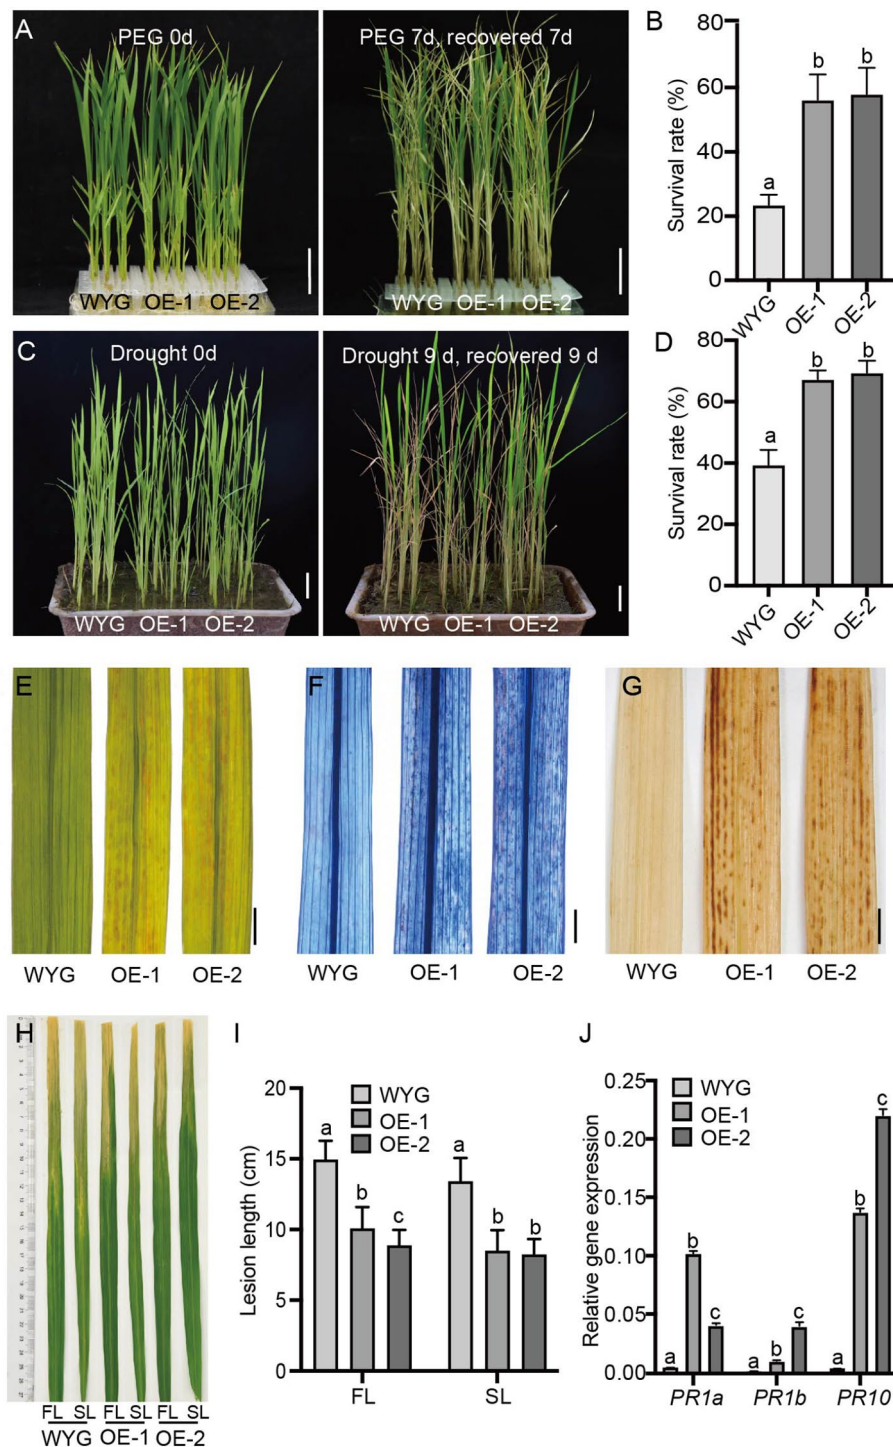 A
PEG 0d
PEG 7d, recovered 7d
WYG OE-1 OE-2
WYG OE-1 OE-2
B
Survival rate (%)
80
60
40
20
0
a
b
b
WYG
OE-1
OE-2
C
Drought 0d
Drought 9 d, recovered 9 d
WYG OE-1 OE-2
WYG OE-1 OE-2
D
Survival rate (%)
80
60
40
20
0
a
b
b
WYG
OE-1
OE-2
E
WYG OE-1 OE-2
F
WYG OE-1 OE-2
G
WYG OE-1 OE-2
H
FL SL FL SL FL SL
WYG OE-1 OE-2
I
Lesion length (cm)
20
15
10
5
0
WYG
OE-1
OE-2
a
b
c
a
b
b
FL SL
J
Relative gene expression
0.25
0.20
0.15
0.10
0.05
0.00
WYG
OE-1
OE-2
a
b
c
a
b
c
a
b
c
PR1a PR1b PR10